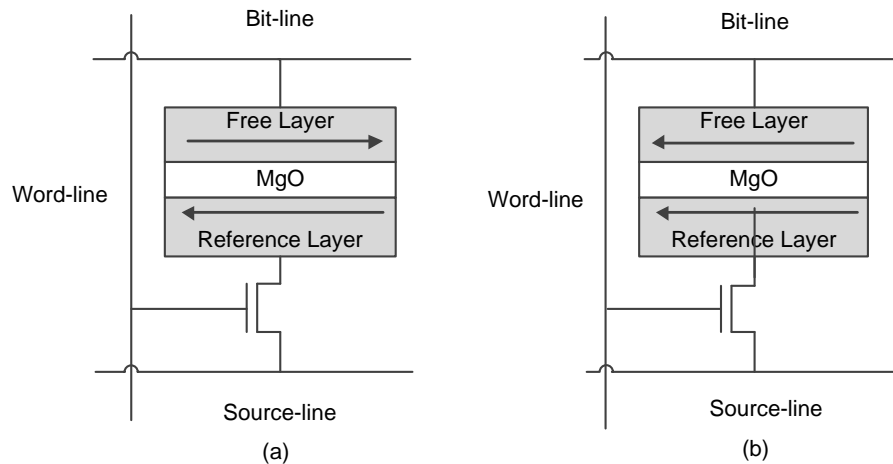 Bit-line
Free Layer
MgO
Word-line
Reference Layer
Source-line
(a)
Bit-line
Free Layer
MgO
Word-line
Reference Layer
Source-line
(b)